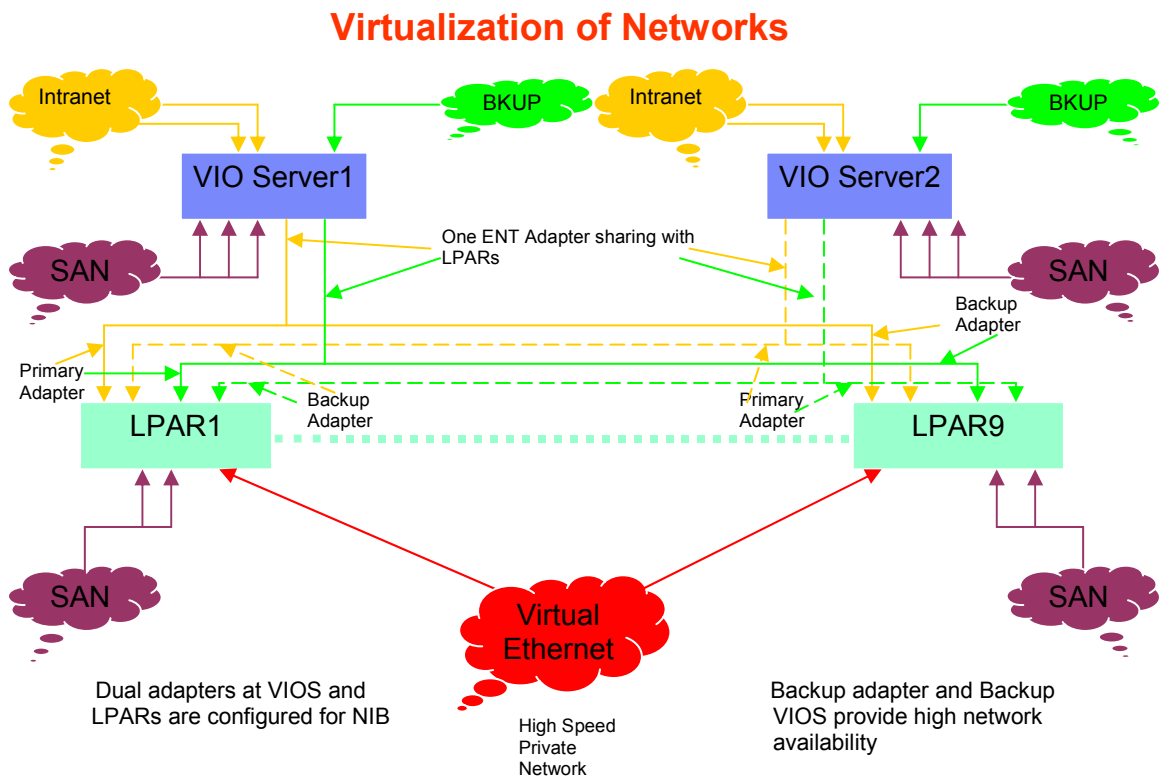 Virtualization of Networks
Intranet
BKUP
Intranet
BKUP
VIO Server1
VIO Server2
One ENT Adapter sharing with
LPARs
SAN
SAN
Backup
Adapter
Primary
Adapter
Backup
Adapter
Primary
Adapter
LPAR1
LPAR9
SAN
SAN
Virtual
Ethernet
Dual adapters at VIOS and
LPARs are configured for NIB
High Speed
Private
Network
Backup adapter and Backup
VIOS provide high network
availability